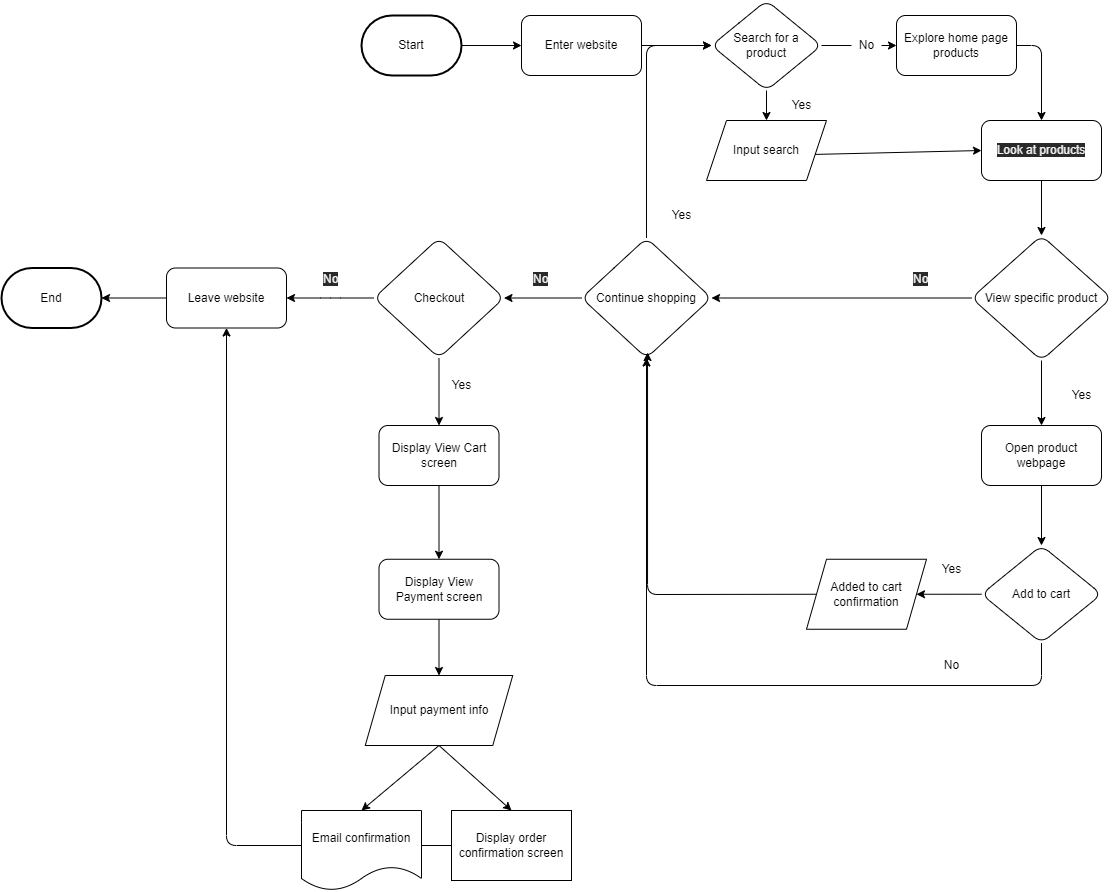 Start
Enter website
Search for a
product
No
Explore home page
products
Yes
Input search
Look at products
Yes
End
Leave website
No
Checkout
No
Continue shopping
No
View specific product
Yes
Yes
Display View Cart
screen
Open product
webpage
Display View
Payment screen
Added to cart
confirmation
Yes
Add to cart
No
Input payment info
Email confirmation
Display order
confirmation screen